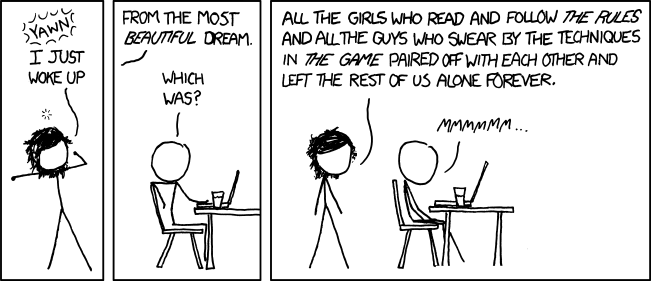 YAWN
I JUST
WOKE UP
FROM THE MOST
BEAUTIFUL DREAM.
WHICH
WAS?
ALL THE GIRLS WHO READ AND FOLLOW THE RULES
AND ALL THE GUYS WHO SWEAR BY THE TECHNIQUES
IN THE GAME PAIRED OFF WITH EACH OTHER AND
LEFT THE REST OF US ALONE FOREVER.
MMMMMM...